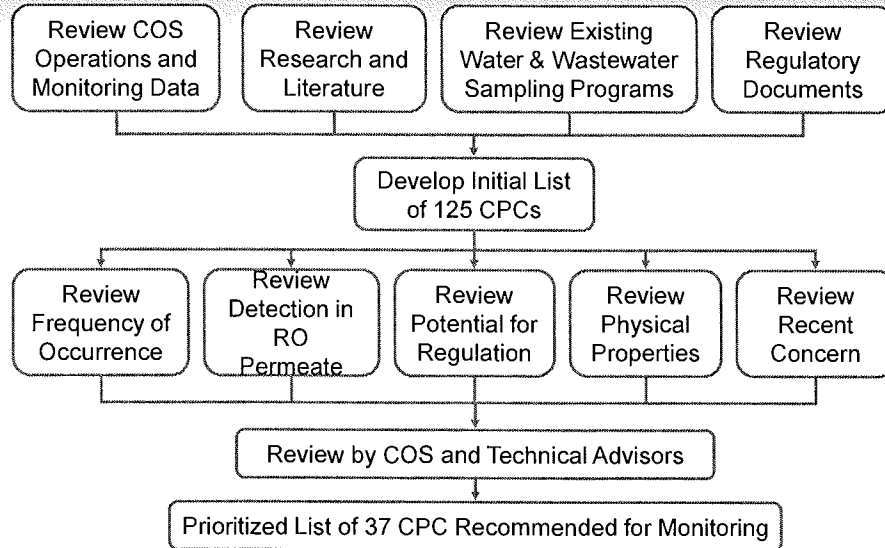 Review COS
Operations and
Monitoring Data
Review
Research and
Literature
Review Existing
Water & Wastewater
Sampling Programs
Review
Regulatory
Documents
Develop Initial List
of 125 CPCs
Review
Frequency of
Occurrence
Review
Detection in
RO
Permeate
Review
Potential for
Regulation
Review
Physical
Properties
Review
Recent
Concern
Review by COS and Technical Advisors
Prioritized List of 37 CPC Recommended for Monitoring